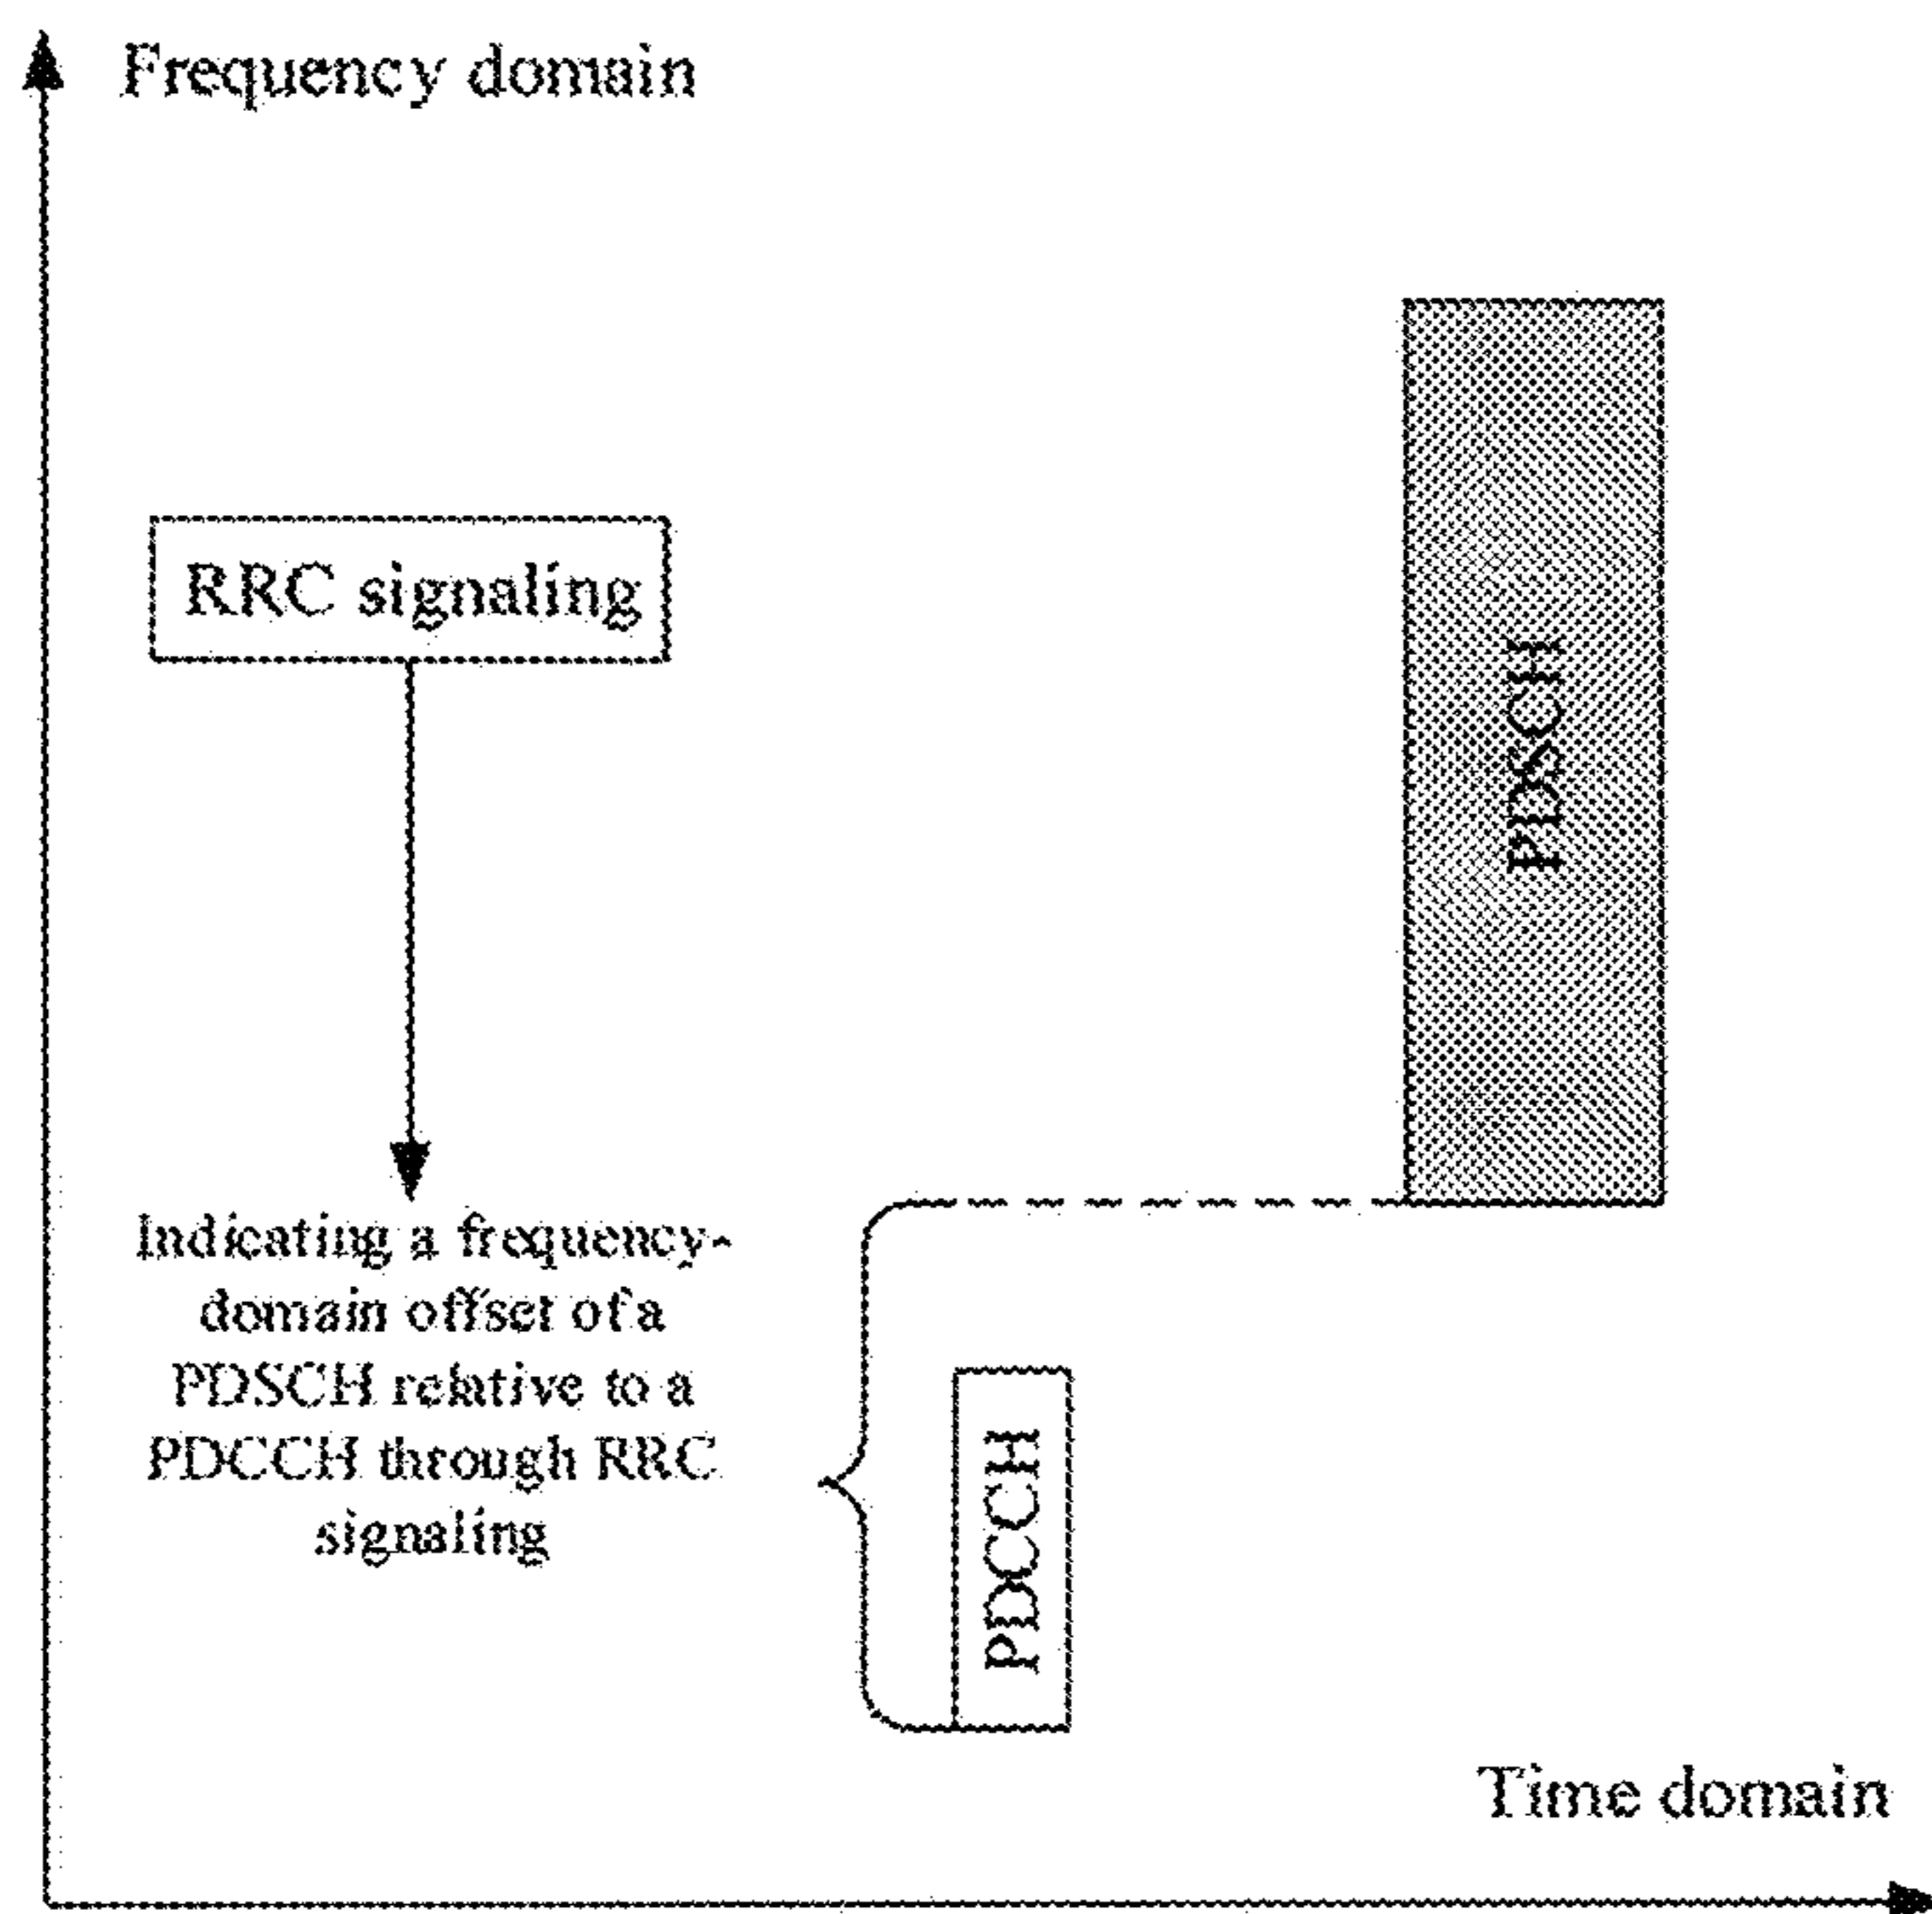 Frequency domain
RRC signaling
PDSCH
Indicating a frequency-
domain offset of a
PDSCH relative to a
PDCCH through RRC
signaling
PDCCH
Time domain